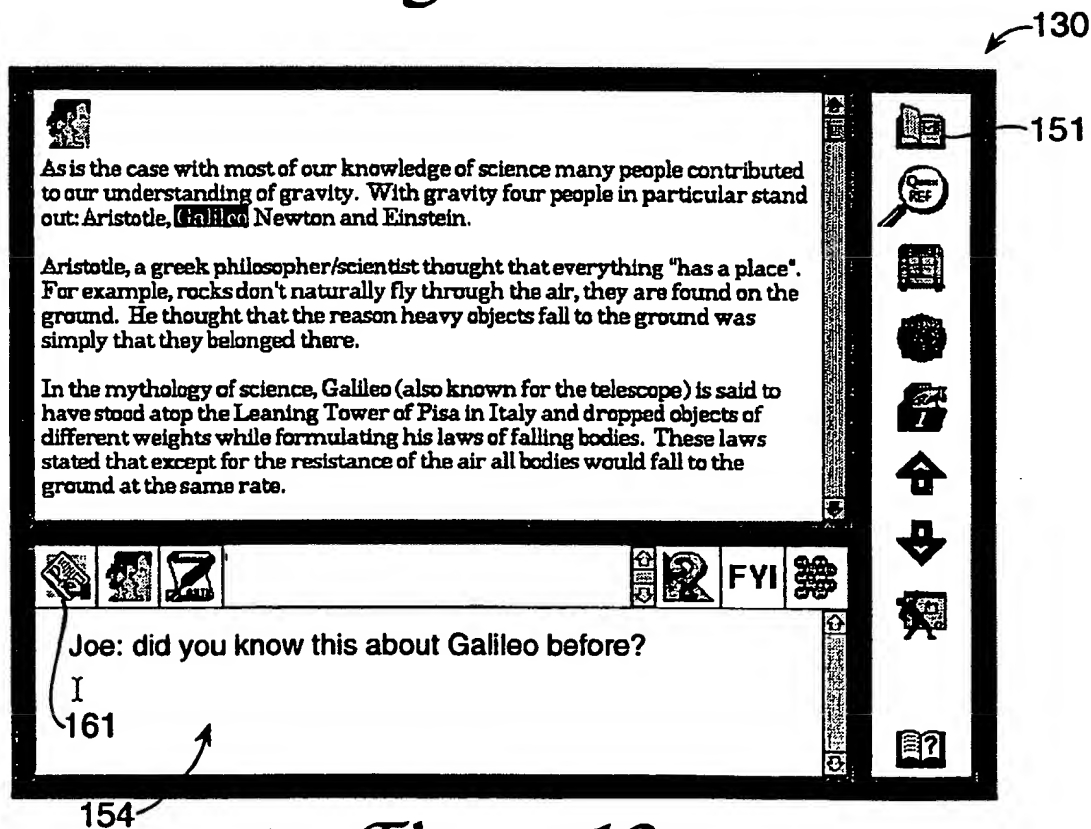 130
151
As is the case with most of our knowledge of science many people contributed
to our understanding of gravity. With gravity four people in particular stand
out: Aristotle, Galileo Newton and Einstein.
Aristotle, a greek philosopher/scientist thought that everything "has a place".
For example, rocks don't naturally fly through the air, they are found on the
ground. He thought that the reason heavy objects fall to the ground was
simply that they belonged there.
In the mythology of science, Galileo (also known for the telescope) is said to
have stood atop the Leaning Tower of Pisa in Italy and dropped objects of
different weights while formulating his laws of falling bodies. These laws
stated that except for the resistance of the air all bodies would fall to the
ground at the same rate.
REF
FYI
Joe: did you know this about Galileo before?
161
154
?